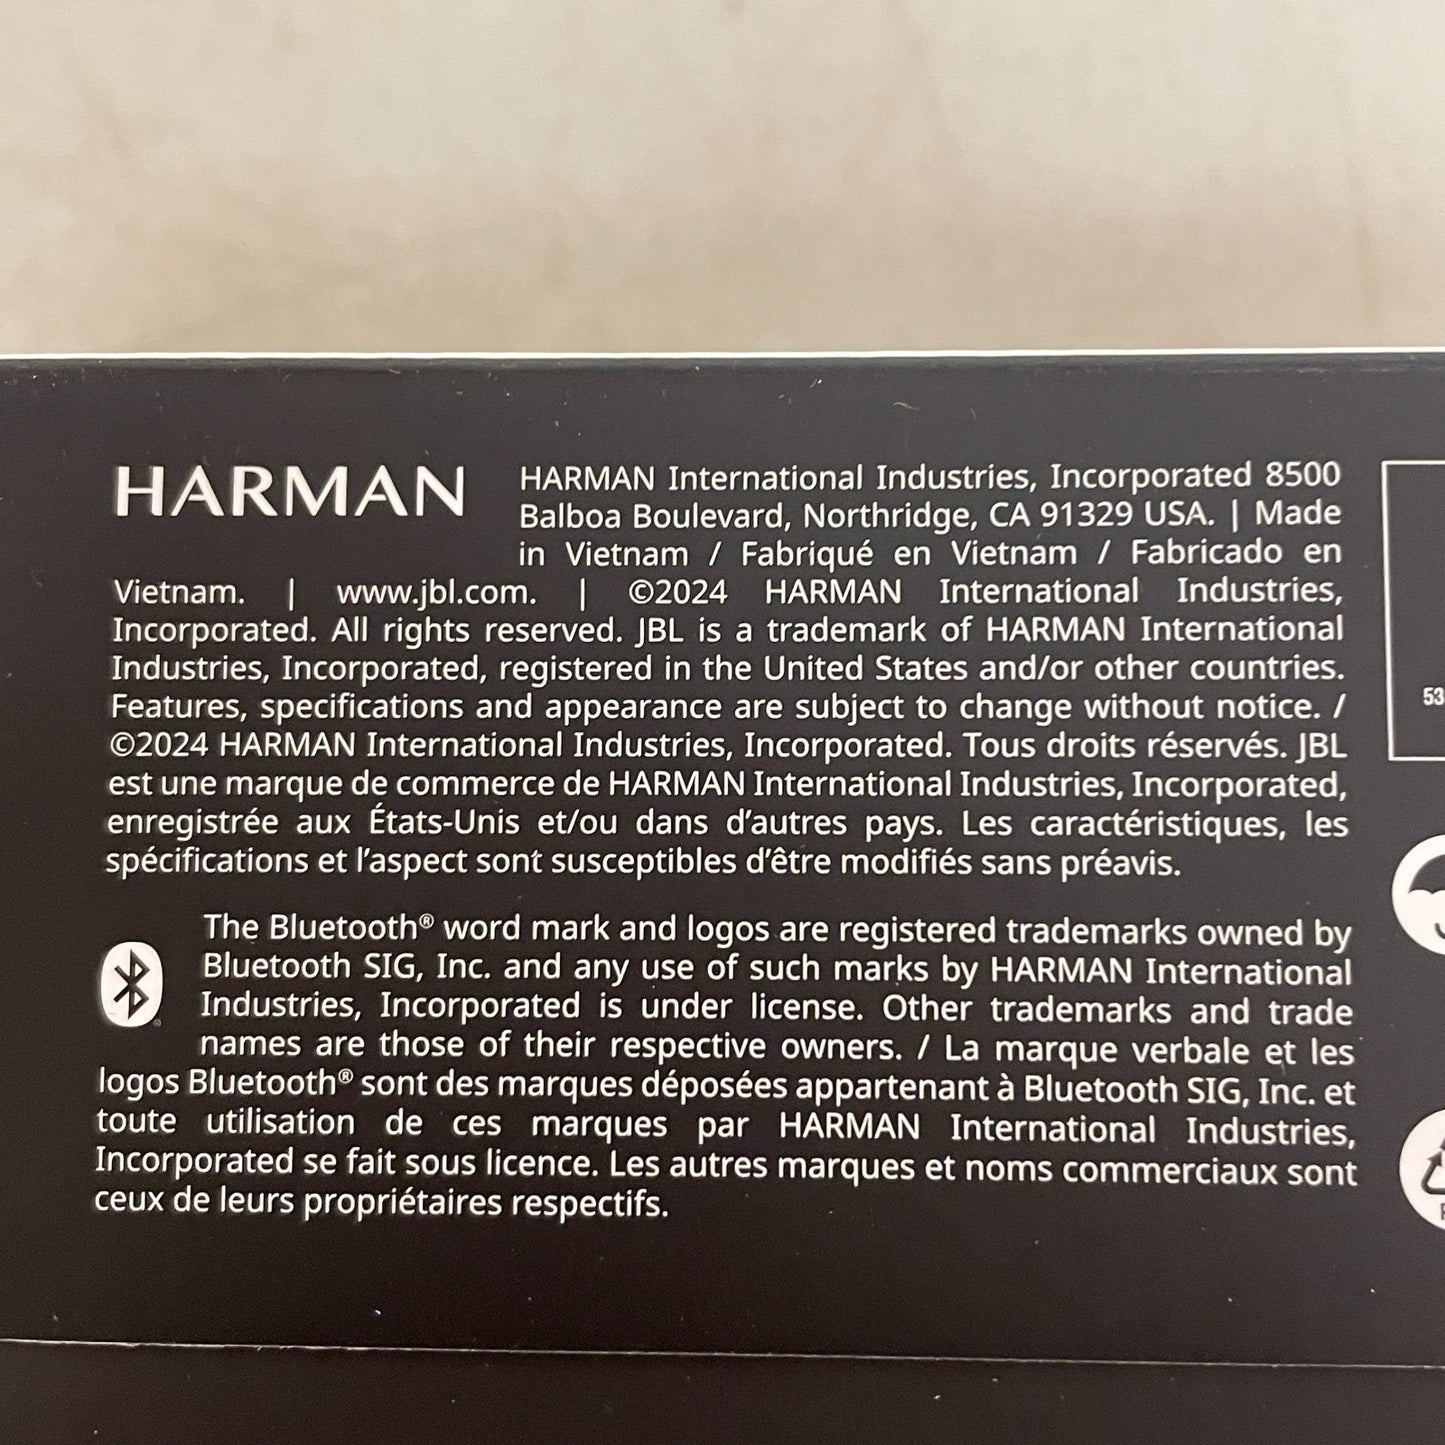 HARMAN
HARMAN International Industries, Incorporated 8500
Balboa Boulevard, Northridge, CA 91329 USA. | Made
in Vietnam / Fabriqué en Vietnam / Fabricado en
Vietnam. | www.jbl.com. | ©2024 HARMAN International Industries,
Incorporated. All rights reserved. JBL is a trademark of HARMAN International
Industries, Incorporated, registered in the United States and/or other countries.
Features, specifications and appearance are subject to change without notice. /
©2024 HARMAN International Industries, Incorporated. Tous droits réservés. JBL
est une marque de commerce de HARMAN International Industries, Incorporated,
enregistrée aux États-Unis et/ou dans d’autres pays. Les caractéristiques, les
spécifications et l’aspect sont susceptibles d’être modifiés sans préavis.
The Bluetooth® word mark and logos are registered trademarks owned by
Bluetooth SIG, Inc. and any use of such marks by HARMAN International
Industries, Incorporated is under license. Other trademarks and trade
names are those of their respective owners. / La marque verbale et les
logos Bluetooth® sont des marques déposées appartenant à Bluetooth SIG, Inc. et
toute utilisation de ces marques par HARMAN International Industries,
Incorporated se fait sous licence. Les autres marques et noms commerciaux sont
ceux de leurs propriétaires respectifs.
53